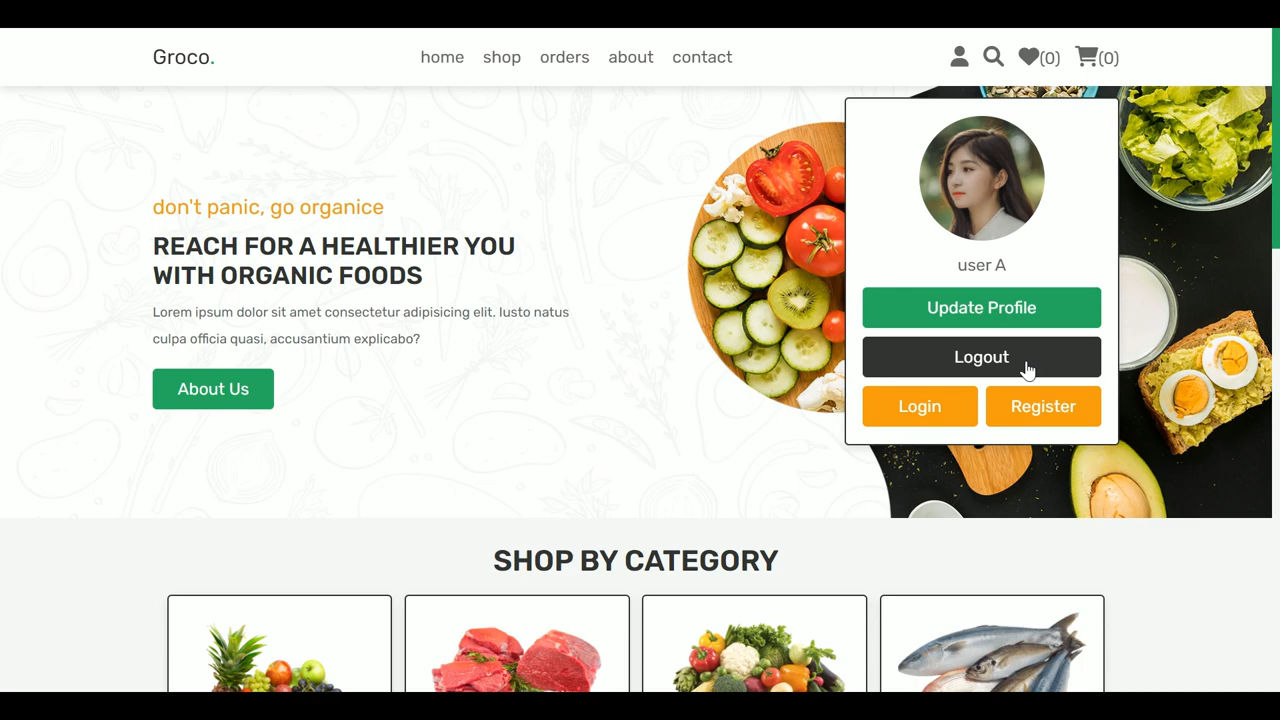 Groco.
home shop orders about contact
(0) (0)
don't panic, go organice
REACH FOR A HEALTHIER YOU
WITH ORGANIC FOODS
Lorem ipsum dolor sit amet consectetur adipisicing elit. Iusto natus
culpa officia quasi, accusantium explicabo?
About Us
user A
Update Profile
Logout
Login Register
SHOP BY CATEGORY